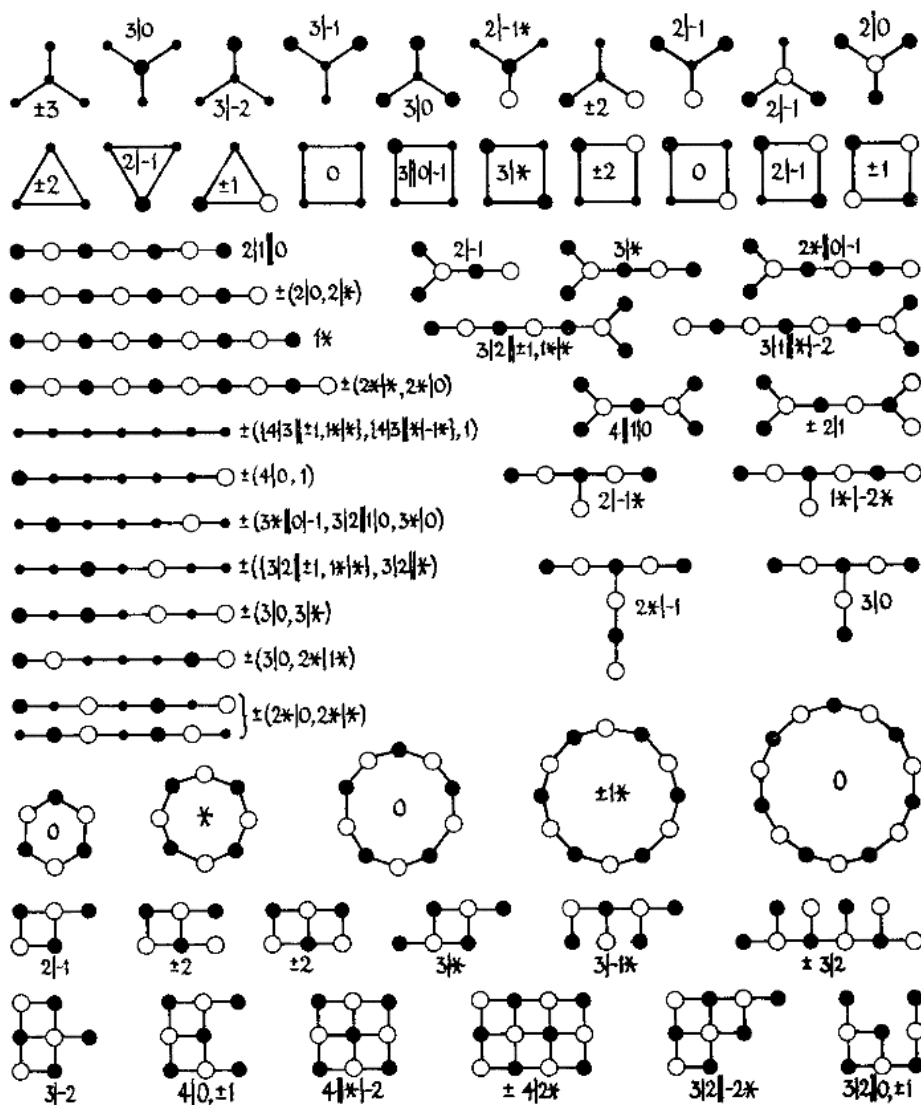 3|0 3|-1 2|-1* 2|-1 2|0
±3 3|-2 3|0 ±2 2|-1
±2 2|-1 ±1 0 3‖0|-1 3|* ±2 0 2|-1 ±1
2|1‖0 2|-1 3|* 2*‖0|-1
±(2|0,2|*)
1* 3|2‖±1,1*|* 3|1‖*|-2
±(2*|*,2*|0)
±({4|3‖±1,1*|*},{4|3‖*|-1*},1) 4‖1|0 ±2|1
±(4|0,1)
2|-1* 1*|-2*
±(3*‖0|-1,3|2‖1|0,3*|0)
±({3|2‖±1,1*|*},3|2‖*)
±(3|0,3|*) 2*|-1 3|0
±(3|0,2*|1*)
±(2*|0,2*|*)
0 * 0 ±1* 0
2|-1 ±2 ±2 3|* 3|-1* ±3|2
3|-2 4|0,±1 4‖*|-2 ±4|2* 3|2‖-2* 3|2‖0,±1